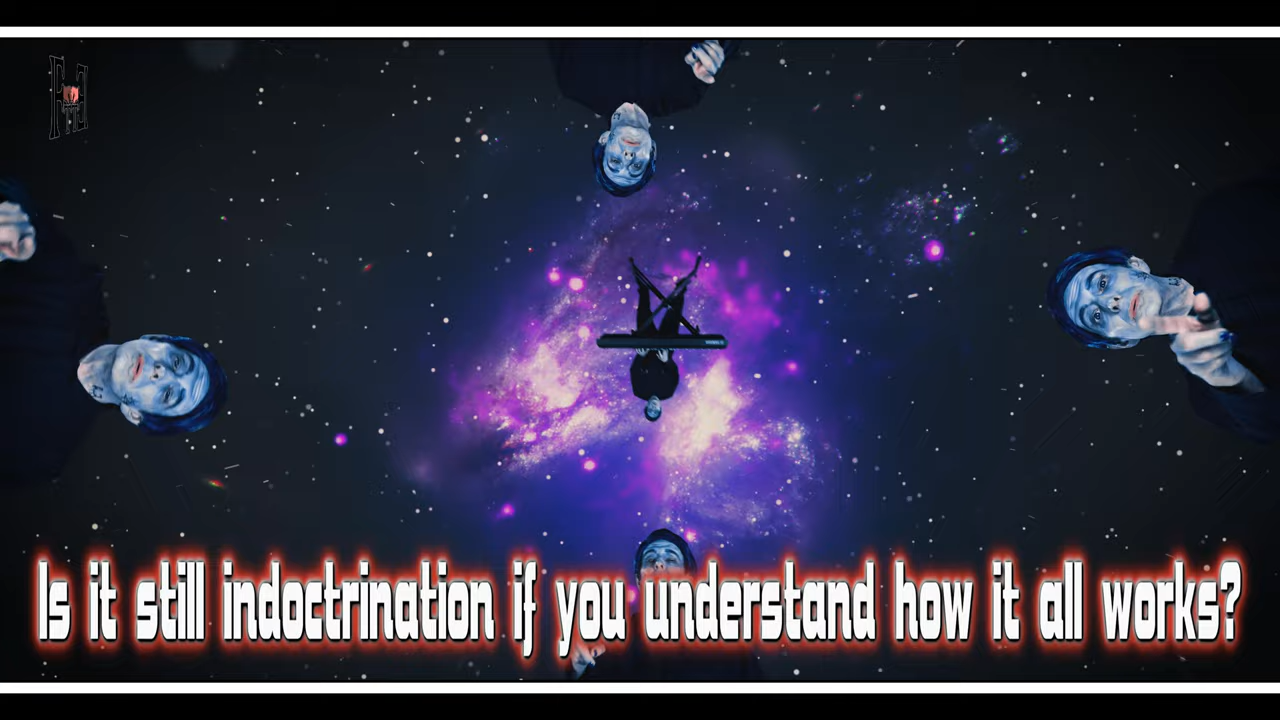 Is it still indoctrination if you understand how it all works?